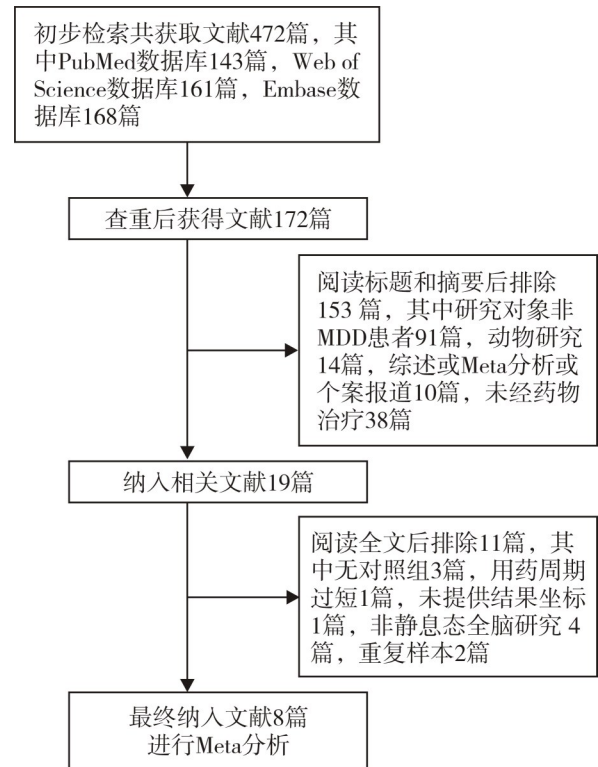 初步检索共获取文献472篇，其
中PubMed数据库143篇，Web of
Science数据库161篇，Embase数
据库168篇
查重后获得文献172篇
阅读标题和摘要后排除
153 篇，其中研究对象非
MDD患者91篇，动物研究
14篇，综述或Meta分析或
个案报道10篇，未经药物
治疗38篇
纳入相关文献19篇
阅读全文后排除11篇，其
中无对照组3篇，用药周期
过短1篇，未提供结果坐标
1篇，非静息态全脑研究 4
篇，重复样本2篇
最终纳入文献8篇
进行Meta分析